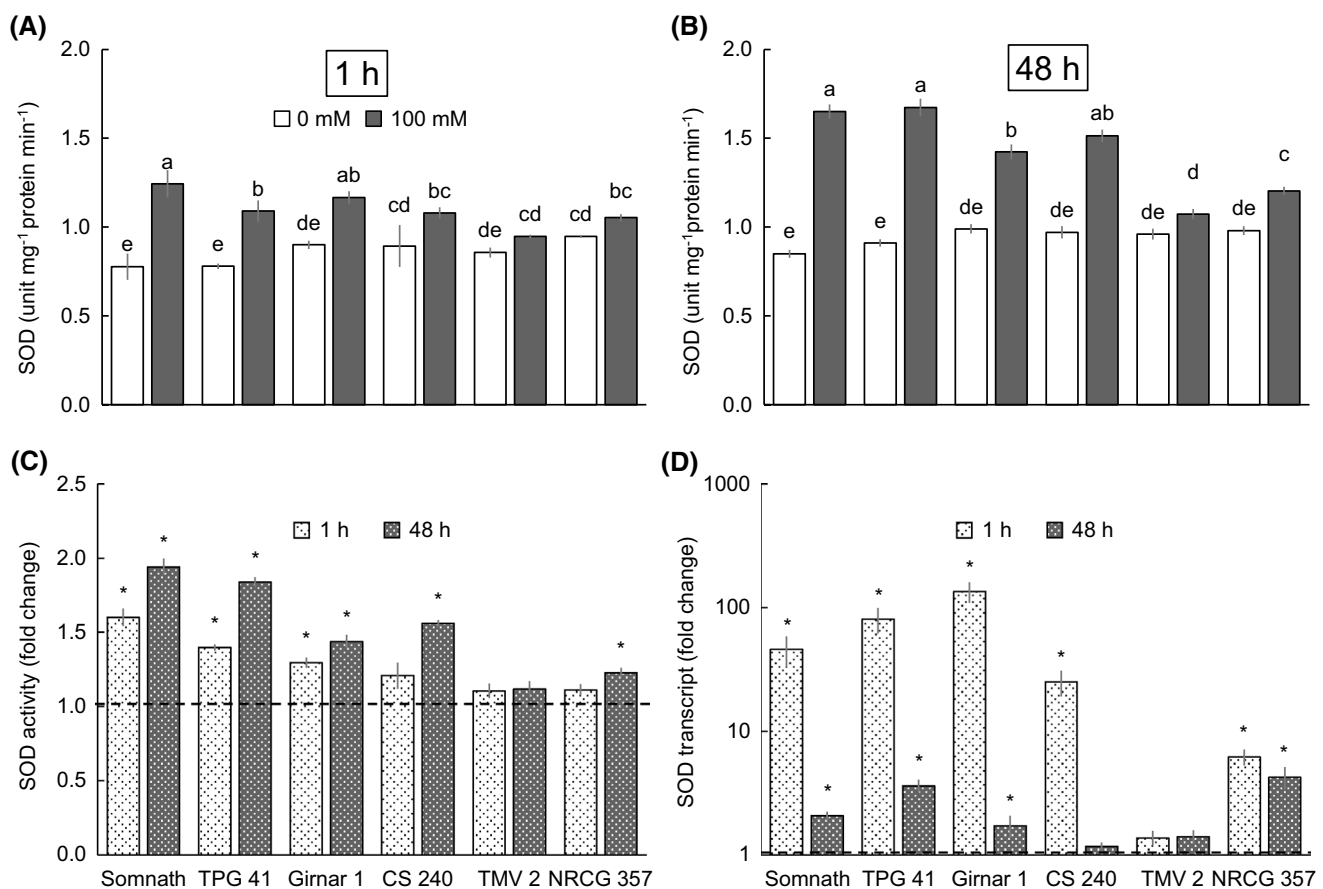 (A)
2.0
1.5
1.0
0.5
0.0
SOD (unit mg⁻¹ protein min⁻¹)
1 h
0 mM 100 mM
e a e b de ab cd bc de cd cd bc
(B)
2.0
1.5
1.0
0.5
0.0
SOD (unit mg⁻¹ protein min⁻¹)
48 h
e a e a de b de ab de d de c
(C)
2.5
2.0
1.5
1.0
0.5
0.0
SOD activity (fold change)
1 h 48 h
* * * * * * * *
Somnath TPG 41 Girnar 1 CS 240 TMV 2 NRCG 357
(D)
1000
100
10
1
SOD transcript (fold change)
1 h 48 h
* * * * * * * * *
Somnath TPG 41 Girnar 1 CS 240 TMV 2 NRCG 357